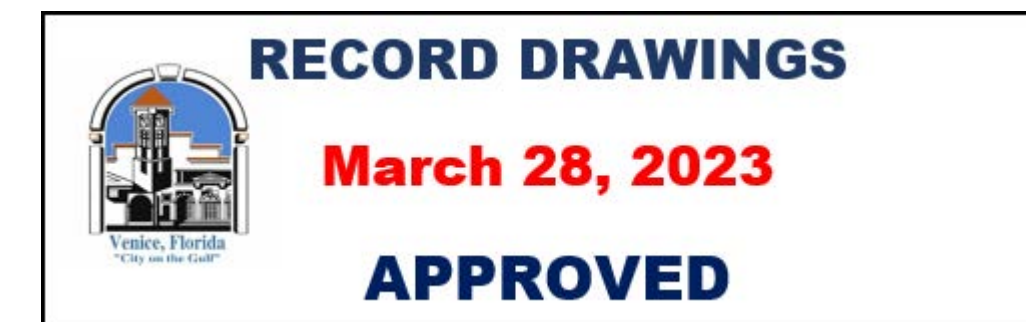 RECORD DRAWINGS
March 28, 2023
Venice, Florida
"City on the Gulf"
APPROVED